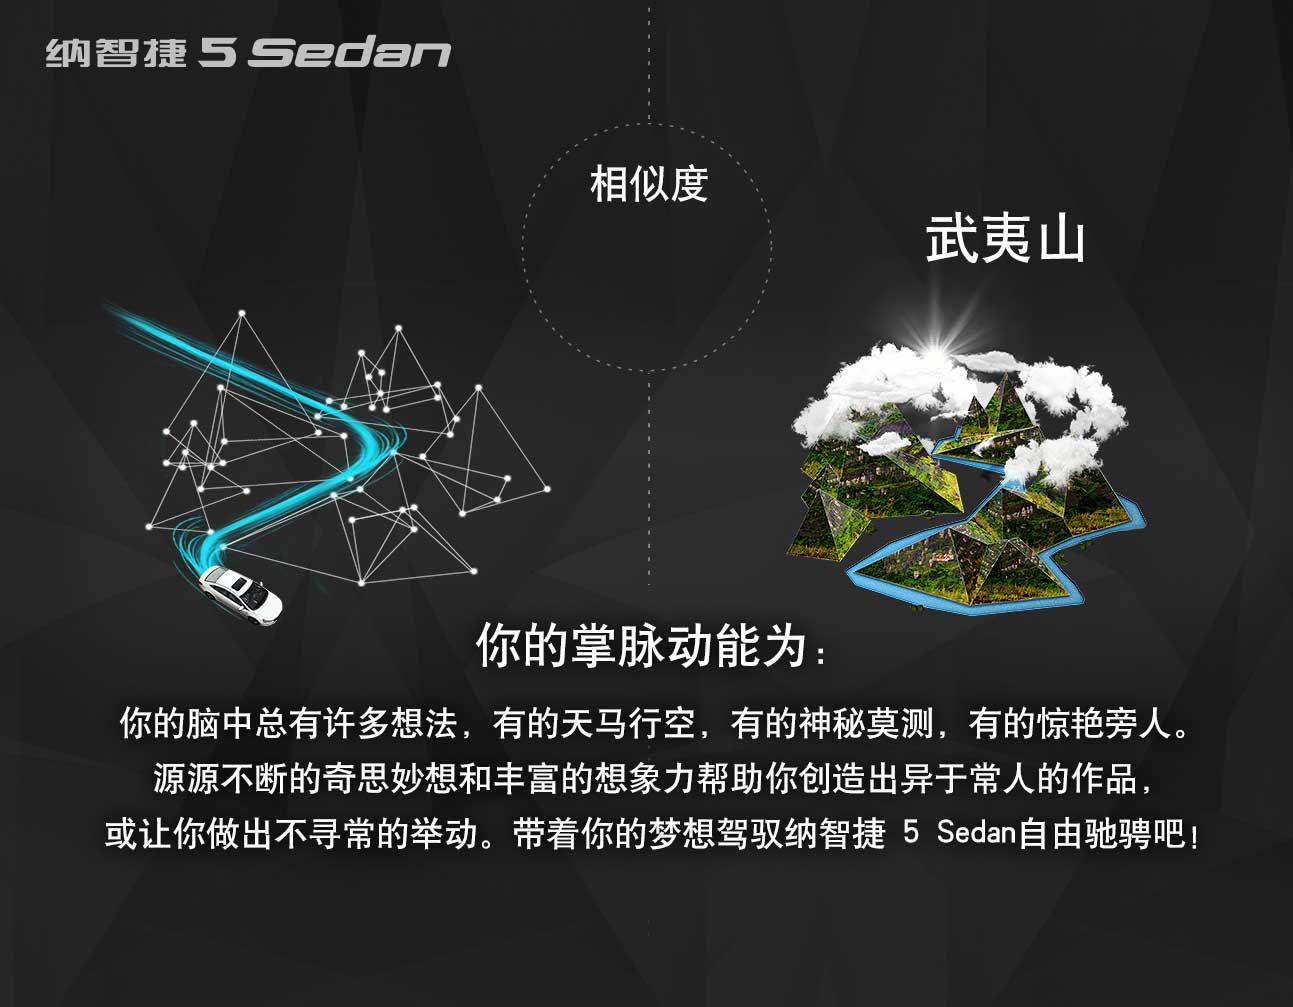 纳智捷 5 Sedan
相似度
武夷山
你的掌脉动能为：
你的脑中总有许多想法，有的天马行空，有的神秘莫测，有的惊艳旁人。
源源不断的奇思妙想和丰富的想象力帮助你创造出异于常人的作品，
或让你做出不寻常的举动。带着你的梦想驾驭纳智捷 5 Sedan自由驰骋吧！